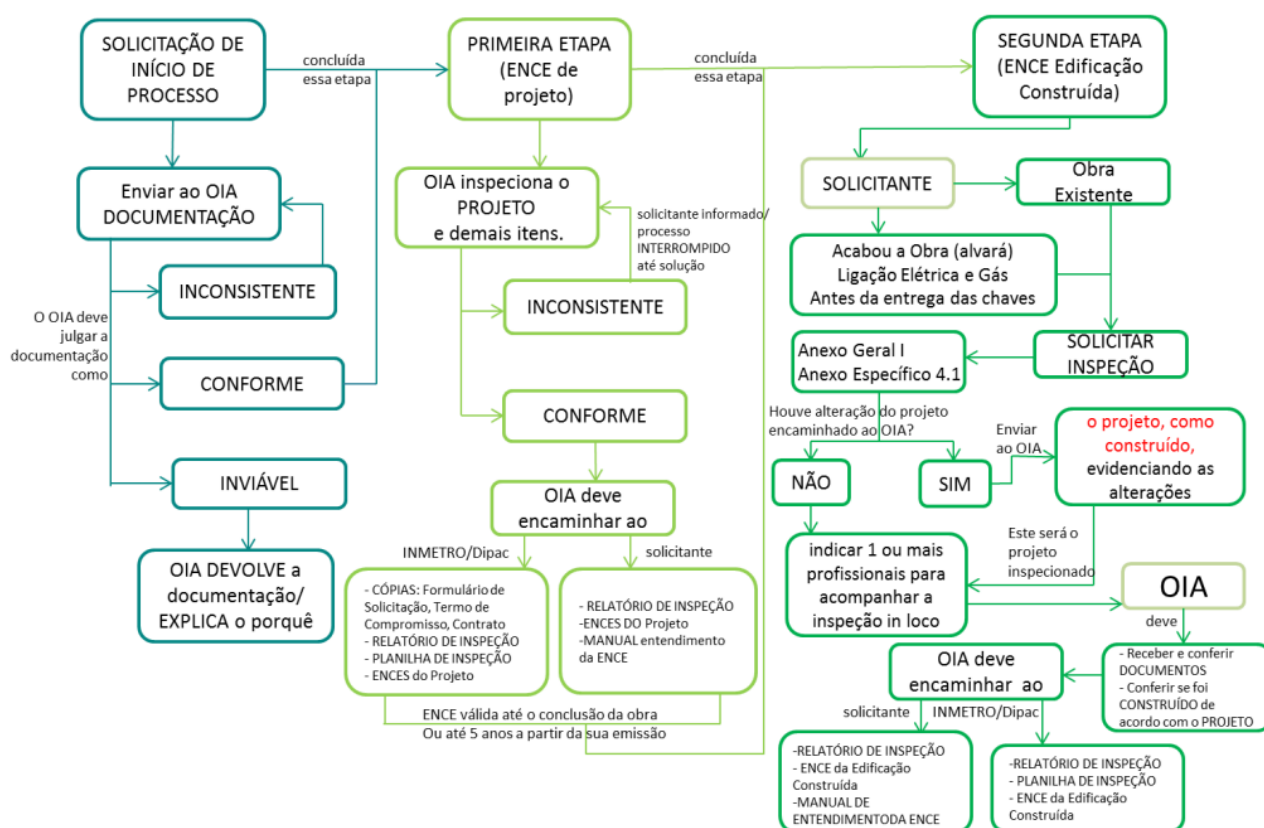 SOLICITAÇÃO DE
INÍCIO DE
PROCESSO
concluída
essa etapa
Enviar ao OIA
DOCUMENTAÇÃO
INCONSISTENTE
O OIA deve
julgar a
documentação
como
CONFORME
INVIÁVEL
OIA DEVOLVE a
documentação/
EXPLICA o porquê
PRIMEIRA ETAPA
(ENCE de
projeto)
concluída
essa etapa
OIA inspeciona o
PROJETO
e demais itens.
solicitante informado/
processo
INTERROMPIDO
até solução
INCONSISTENTE
CONFORME
OIA deve
encaminhar ao
INMETRO/Dipac
solicitante
- CÓPIAS: Formulário de
Solicitação, Termo de
Compromisso, Contrato
- RELATÓRIO DE INSPEÇÃO
- PLANILHA DE INSPEÇÃO
- ENCES do Projeto
- RELATÓRIO DE INSPEÇÃO
-ENCES DO Projeto
-MANUAL entendimento
da ENCE
ENCE válida até o conclusão da obra
Ou até 5 anos a partir da sua emissão
SEGUNDA ETAPA
(ENCE Edificação
Construída)
SOLICITANTE
Obra
Existente
Acabou a Obra (alvará)
Ligação Elétrica e Gás
Antes da entrega das chaves
SOLICITAR
INSPEÇÃO
Anexo Geral I
Anexo Específico 4.1
Houve alteração do projeto
encaminhado ao OIA?
NÃO
SIM
Enviar
ao OIA
o projeto, como
construído,
evidenciando as
alterações
Este será o
projeto
inspecionado
indicar 1 ou mais
profissionais para
acompanhar a
inspeção in loco
OIA
deve
- Receber e conferir
DOCUMENTOS
- Conferir se foi
CONSTRUÍDO de
acordo com o PROJETO
OIA deve
encaminhar ao
solicitante
INMETRO/Dipac
-RELATÓRIO DE INSPEÇÃO
- ENCE da Edificação
Construída
-MANUAL DE
ENTENDIMENTODA ENCE
-RELATÓRIO DE INSPEÇÃO
- PLANILHA DE INSPEÇÃO
- ENCE da Edificação
Construída